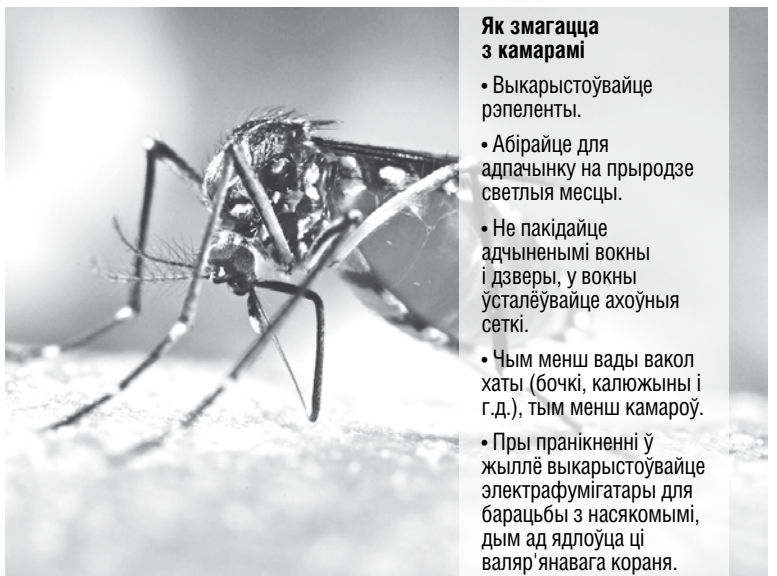 Як змагацца
з камарамі
• Выкарыстоўвайце
рэпеленты.
• Абірайце для
адпачынку на прыродзе
светлыя месцы.
• Не пакідайце
адчыненымі вокны
і дзверы, у вокны
ўсталёўвайце ахоўныя
сеткі.
• Чым менш вады вакол
хаты (бочкі, калюжыны і
г.д.), тым менш камароў.
• Пры пранікненні ў
жыллё выкарыстоўвайце
электрафумігатары для
барацьбы з насякомымі,
дым ад ядлоўца ці
валяр'янавага кораня.